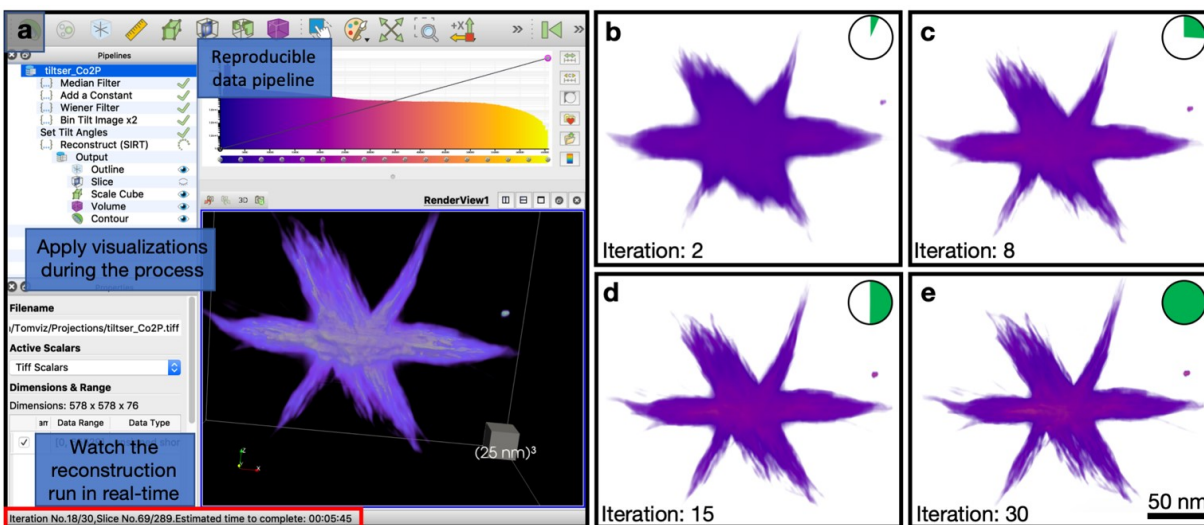 a
Pipelines
tiltser_Co2P
Median Filter
Add a Constant
Wiener Filter
Bin Tilt Image x2
Set Tilt Angles
Reconstruct (SIRT)
Output
Outline
Slice
Scale Cube
Volume
Contour
Apply visualizations
during the process
Filename
/Tomviz/Projections/tiltser_Co2P.tiff
Active Scalars
Tiff Scalars
Dimensions & Range
Dimensions: 578 x 578 x 76
Data Range Data Type
Watch the
reconstruction
run in real-time
Iteration No.18/30,Slice No.69/289.Estimated time to complete: 00:05:45
+X
Reproducible
data pipeline
3D
RenderView1
(25 nm)³
b
Iteration: 2
c
Iteration: 8
d
Iteration: 15
e
Iteration: 30
50 nm